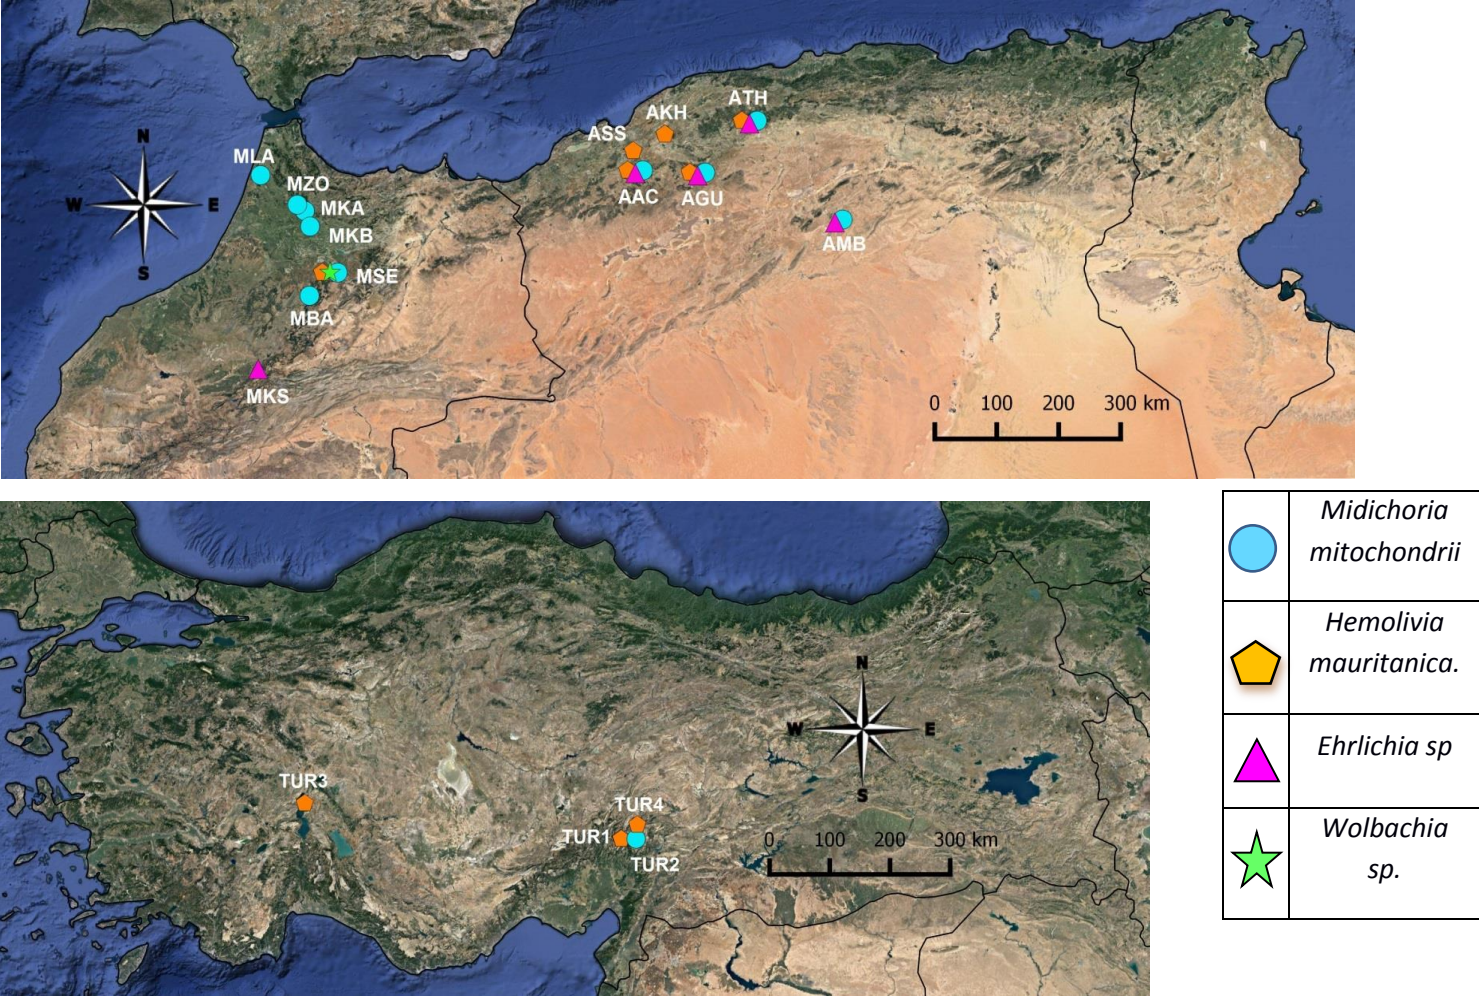 ATH
AKH
ASS
N
MLA
MZO
W
E
MKA
AAC
AGU
MKB
AMB
S
MSE
MBA
MKS
0 100 200 300 km
Midichoria
mitochondrii
Hemolivia
mauritanica.
Ehrlichia sp
Wolbachia
sp.
N
W
E
S
TUR3
TUR4
TUR1
TUR2
0 100 200 300 km